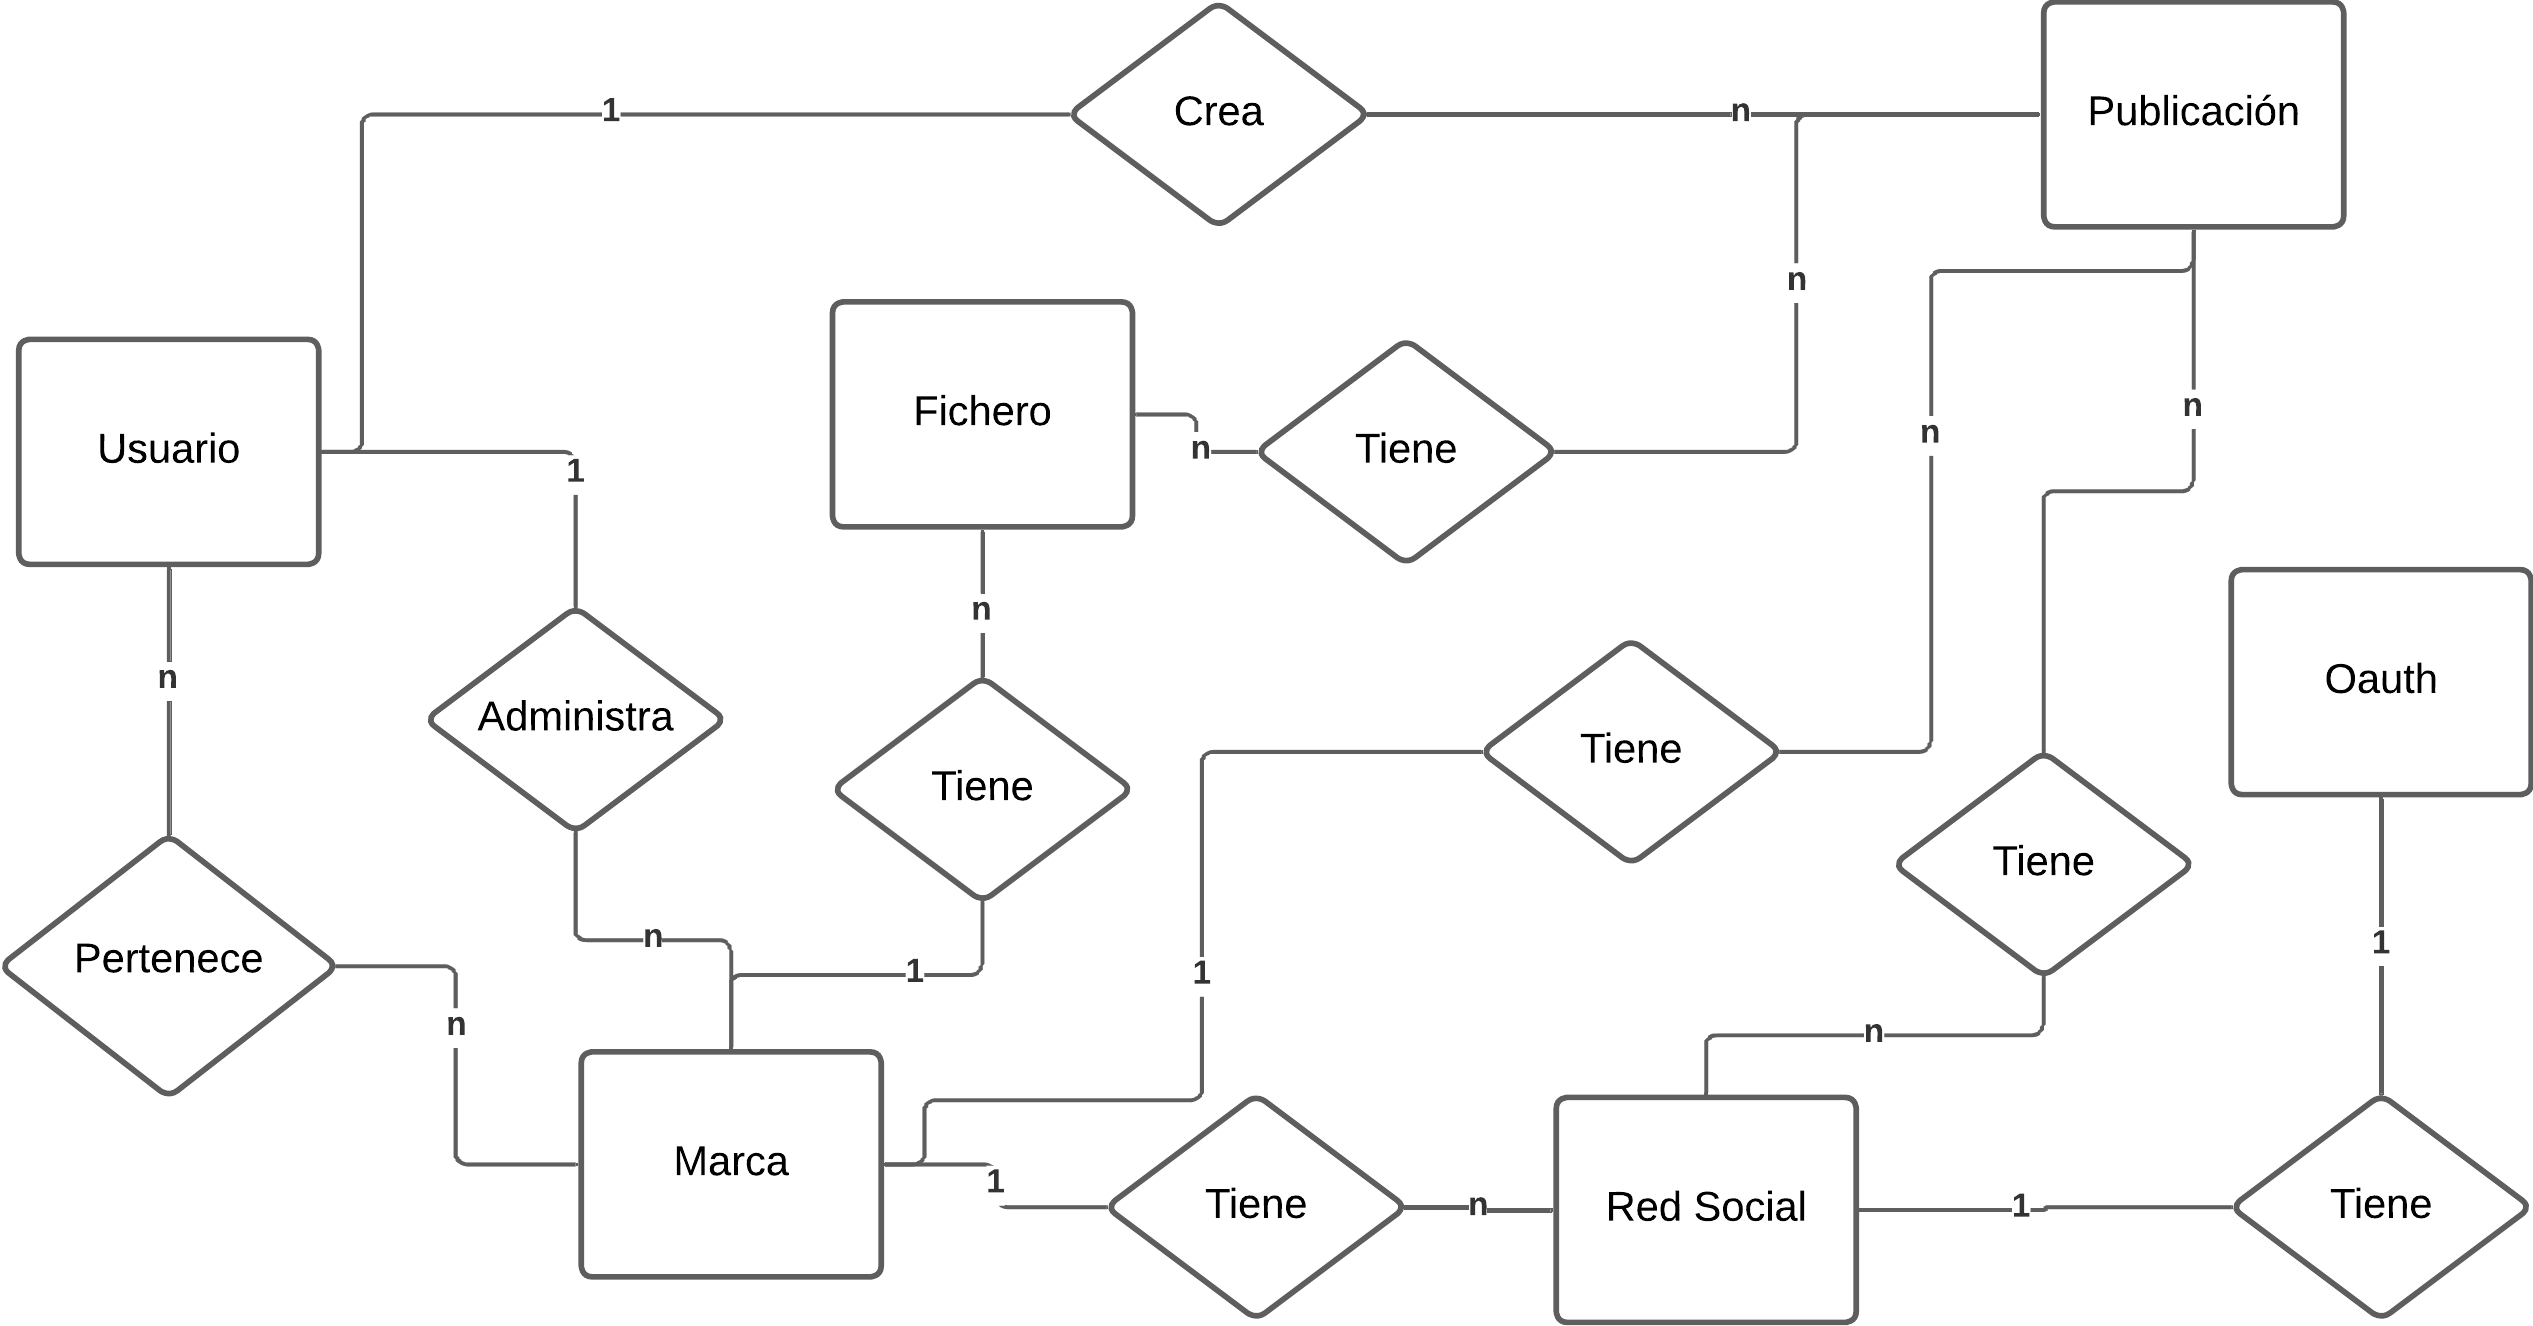 Crea
Publicación
1
n
n
Fichero
Usuario
Tiene
n
n
n
1
n
Oauth
n
Administra
Tiene
Tiene
Tiene
Pertenece
n
1
1
1
n
n
Marca
1
Tiene
n
Red Social
1
Tiene